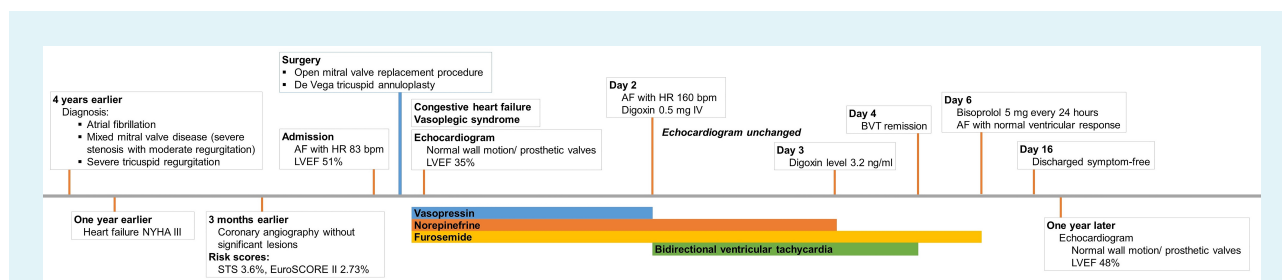 4 years earlier
Diagnosis:
▪ Atrial fibrillation
▪ Mixed mitral valve disease (severe
stenosis with moderate regurgitation)
▪ Severe tricuspid regurgitation
Admission
AF with HR 83 bpm
LVEF 51%
Surgery
▪ Open mitral valve replacement procedure
▪ De Vega tricuspid annuloplasty
Congestive heart failure
Vasoplegic syndrome
Echocardiogram
Normal wall motion/ prosthetic valves
LVEF 35%
Day 2
AF with HR 160 bpm
Digoxin 0.5 mg IV
Echocardiogram unchanged
Day 3
Digoxin level 3.2 ng/ml
Day 4
BVT remission
Day 6
Bisoprolol 5 mg every 24 hours
AF with normal ventricular response
Day 16
Discharged symptom-free
One year earlier
Heart failure NYHA III
3 months earlier
Coronary angiography without
significant lesions
Risk scores:
STS 3.6%, EuroSCORE II 2.73%
Vasopressin
Norepinefrine
Furosemide
Bidirectional ventricular tachycardia
One year later
Echocardiogram
Normal wall motion/ prosthetic valves
LVEF 48%